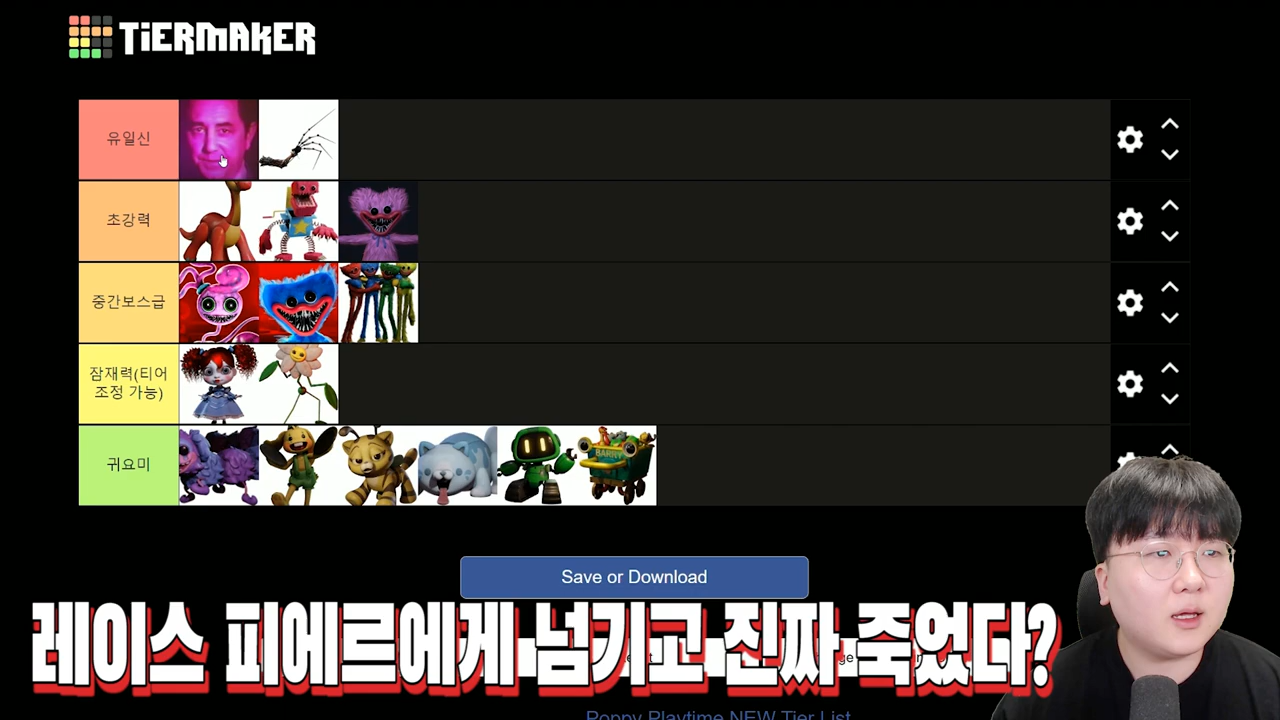 TiERMAKER
유일신
초강력
중간보스급
잠재력(티어
조정 가능)
귀요미
BARRY
Save or Download
레이스 피에르에게 넘기고 진짜 죽었다?
Poppy Playtime NEW Tier List